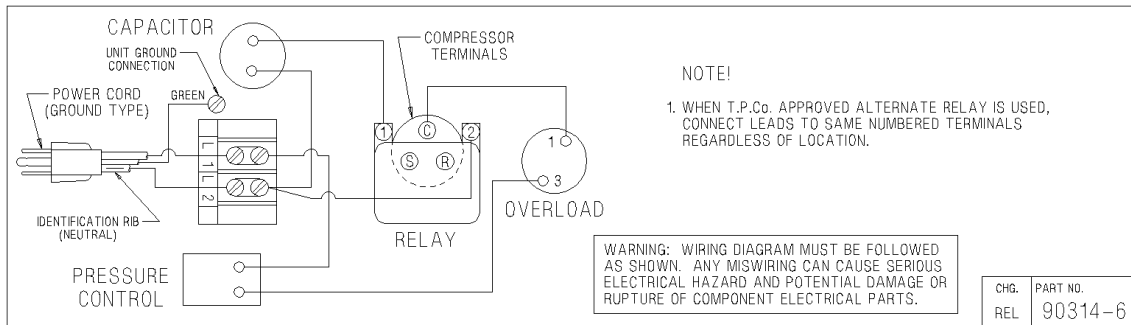 CAPACITOR
UNIT GROUND
CONNECTION
POWER CORD
(GROUND TYPE)
GREEN
L 1
L 2
IDENTIFICATION RIB
(NEUTRAL)
PRESSURE
CONTROL
COMPRESSOR
TERMINALS
1
C
2
S
R
RELAY
1
3
OVERLOAD
NOTE!
1. WHEN T.P.Co. APPROVED ALTERNATE RELAY IS USED,
CONNECT LEADS TO SAME NUMBERED TERMINALS
REGARDLESS OF LOCATION.
WARNING: WIRING DIAGRAM MUST BE FOLLOWED
AS SHOWN. ANY MISWIRING CAN CAUSE SERIOUS
ELECTRICAL HAZARD AND POTENTIAL DAMAGE OR
RUPTURE OF COMPONENT ELECTRICAL PARTS.
CHG.
REL
PART NO.
90314-6